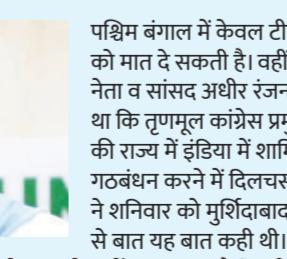 पश्चिम बंगाल में केवल टी
को मात दे सकती है। वहीं
नेता व सांसद अधीर रंजन
था कि तृणमूल कांग्रेस प्रमु
की राज्य में इंडिया में शामि
गठबंधन करने में दिलचस
ने शनिवार को मुर्शिदाबाद
से बात यह बात कही थी।